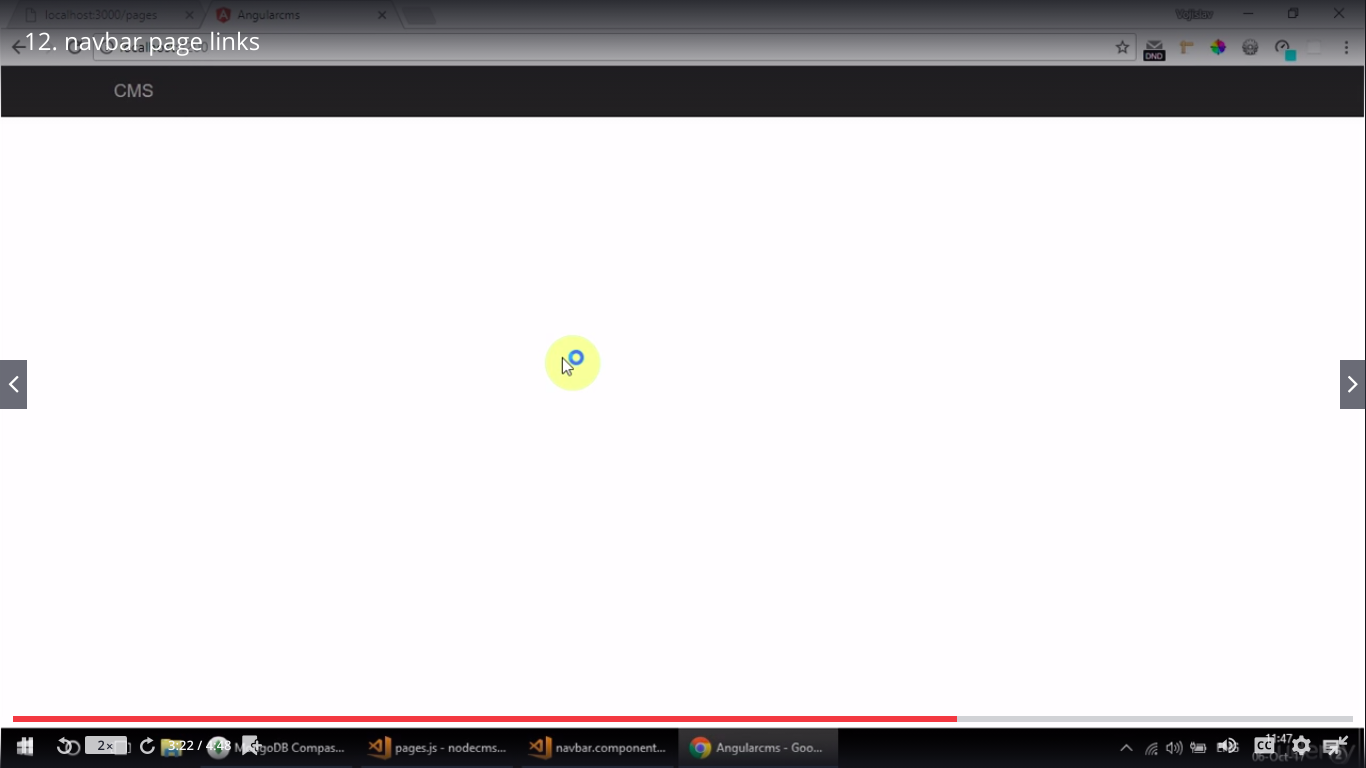 localhost:3000/pages
Angularcms
Vojislav
12. navbar page links
DND
CMS
2x
3:22 / 4:48
MongoDB Compas...
pages.js - nodecms...
navbar.component...
Angularcms - Goo...
CC
11:47
06-Oct-17
2